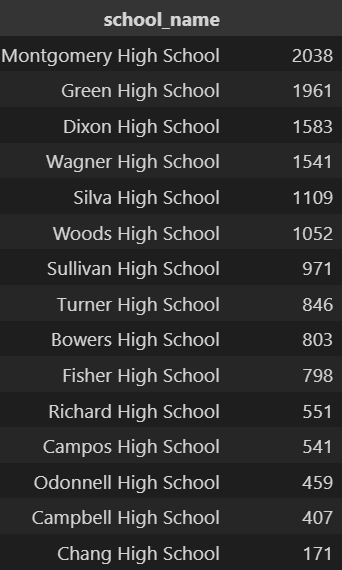 school_name
Montgomery High School 2038
Green High School 1961
Dixon High School 1583
Wagner High School 1541
Silva High School 1109
Woods High School 1052
Sullivan High School 971
Turner High School 846
Bowers High School 803
Fisher High School 798
Richard High School 551
Campos High School 541
Odonnell High School 459
Campbell High School 407
Chang High School 171